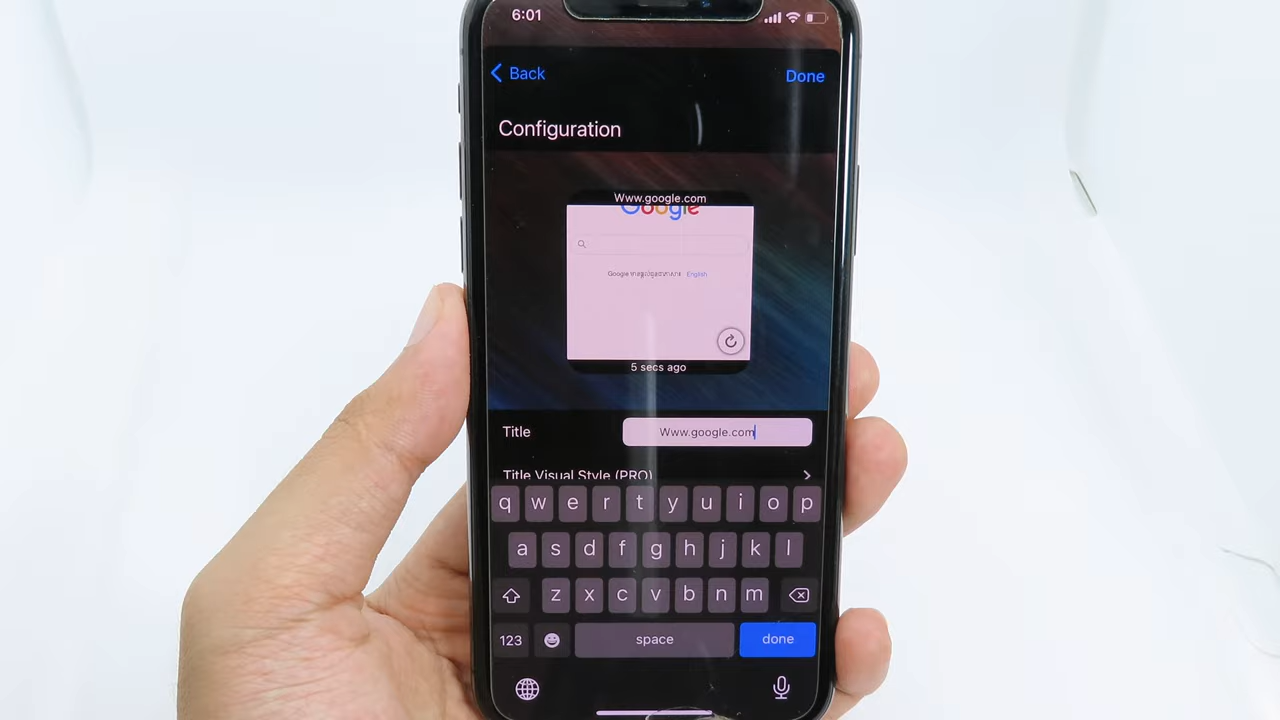 6:01
Back
Done
Configuration
Www.google.com
Google
English
5 secs ago
Title
Www.google.com
Title Visual Style (PRO)
q w e r t y u i o p
a s d f g h j k l
z x c v b n m
123
space
done